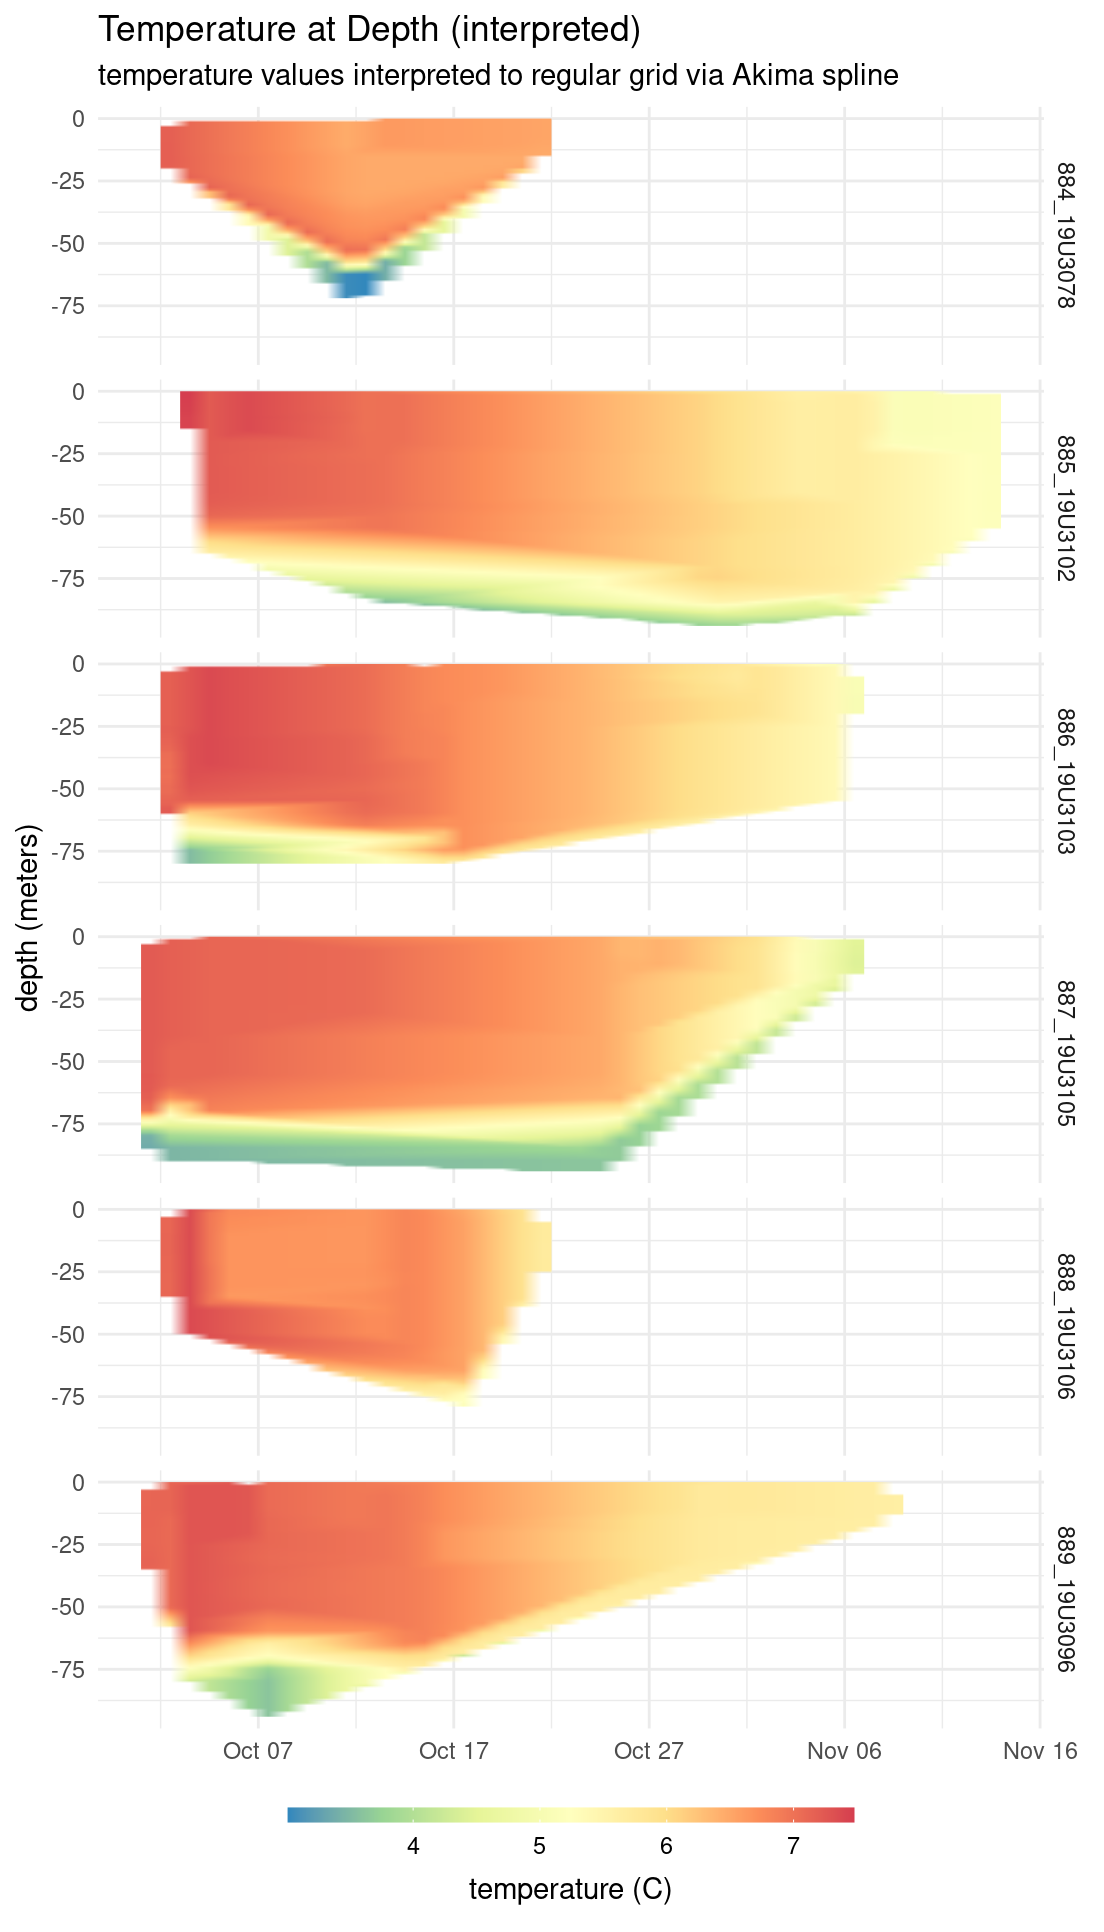 Temperature at Depth (interpreted)
temperature values interpreted to regular grid via Akima spline
0
-25
-50
-75
884_19U3078
0
-25
-50
-75
885_19U3102
0
-25
-50
-75
886_19U3103
depth (meters)
0
-25
-50
-75
887_19U3105
0
-25
-50
-75
888_19U3106
0
-25
-50
-75
889_19U3096
Oct 07 Oct 17 Oct 27 Nov 06 Nov 16
4 5 6 7
temperature (C)